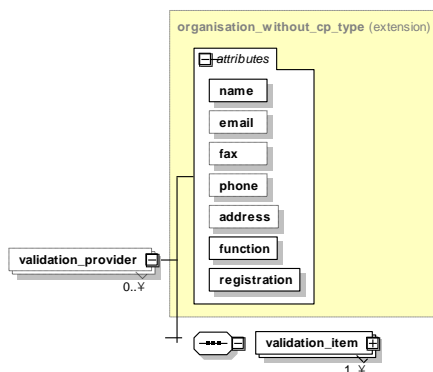 organisation_without_cp_type (extension)
attributes
name
email
fax
phone
address
function
registration
validation_provider
0..¥
validation_item
1..¥